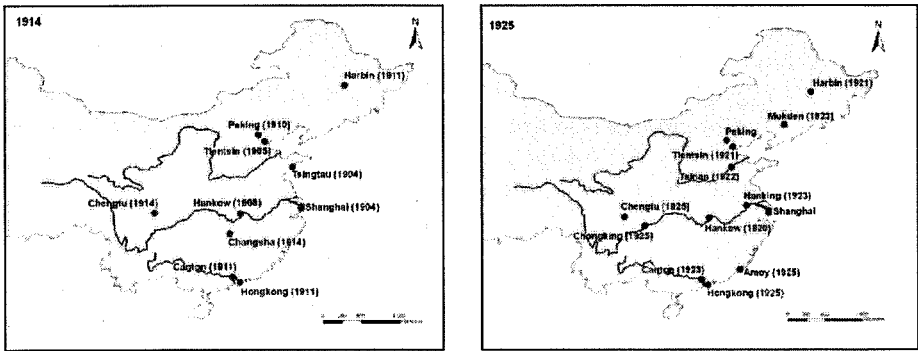 1914
N
Harbin (1911)
Peking (1910)
Tientsin (1905)
Tsingtau (1904)
Chengtu (1914)
Hankow (1908)
Shanghai (1904)
Changsha (1914)
Canton (1911)
Hongkong (1911)
1925
N
Harbin (1921)
Mukden (1923)
Peking
Tientsin (1921)
Tsinan (1922)
Nanking (1923)
Chengtu (1925)
Shanghai
Chongking (1925)
Hankow (1920)
Canton (1923)
Amoy (1925)
Hongkong (1925)